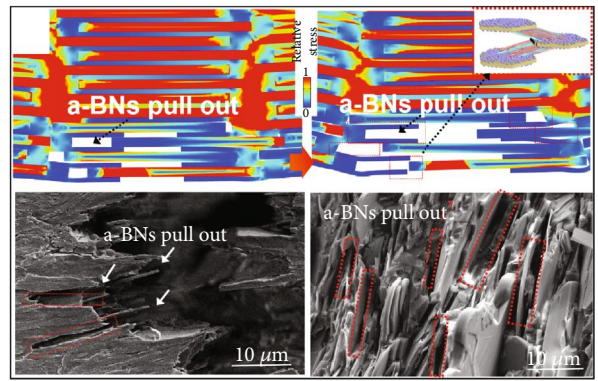 a-BNs pull out
Relative
stress
1
0
a-BNs pull out
a-BNs pull out
10 μm
a-BNs pull out
10 μm